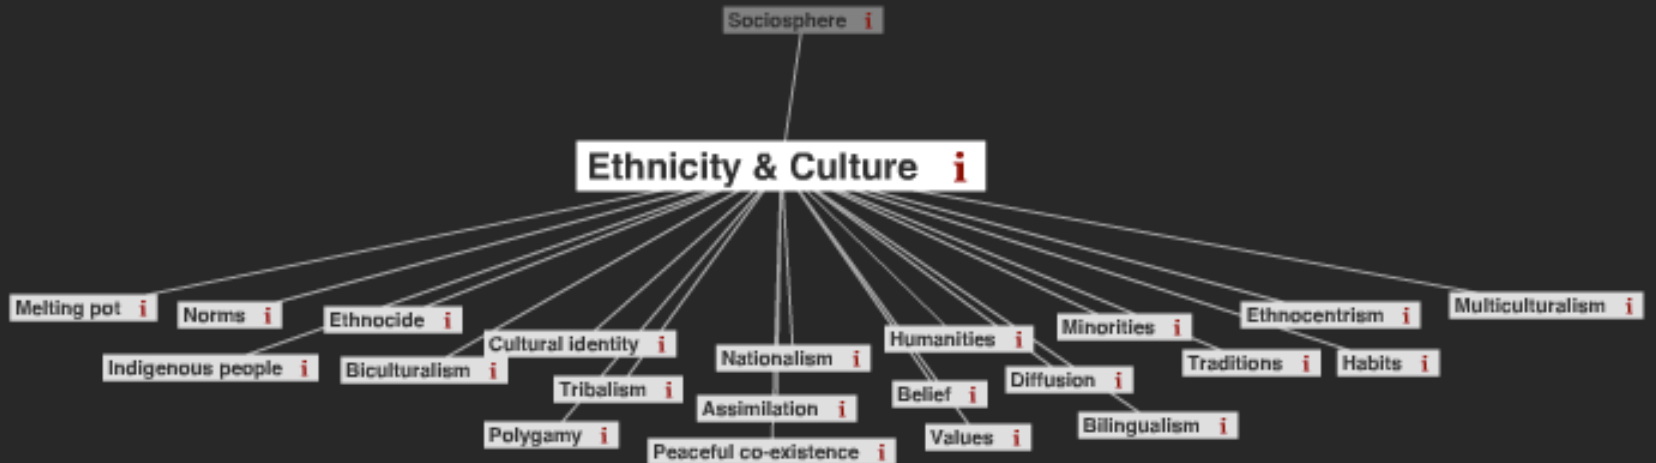 Sociosphere i
Ethnicity & Culture i
Melting pot i
Norms i
Ethnocide i
Indigenous people i
Biculturalism i
Cultural identity i
Tribalism i
Polygamy i
Nationalism i
Assimilation i
Peaceful co-existence i
Humanities i
Belief i
Values i
Diffusion i
Bilingualism i
Minorities i
Traditions i
Ethnocentrism i
Habits i
Multiculturalism i